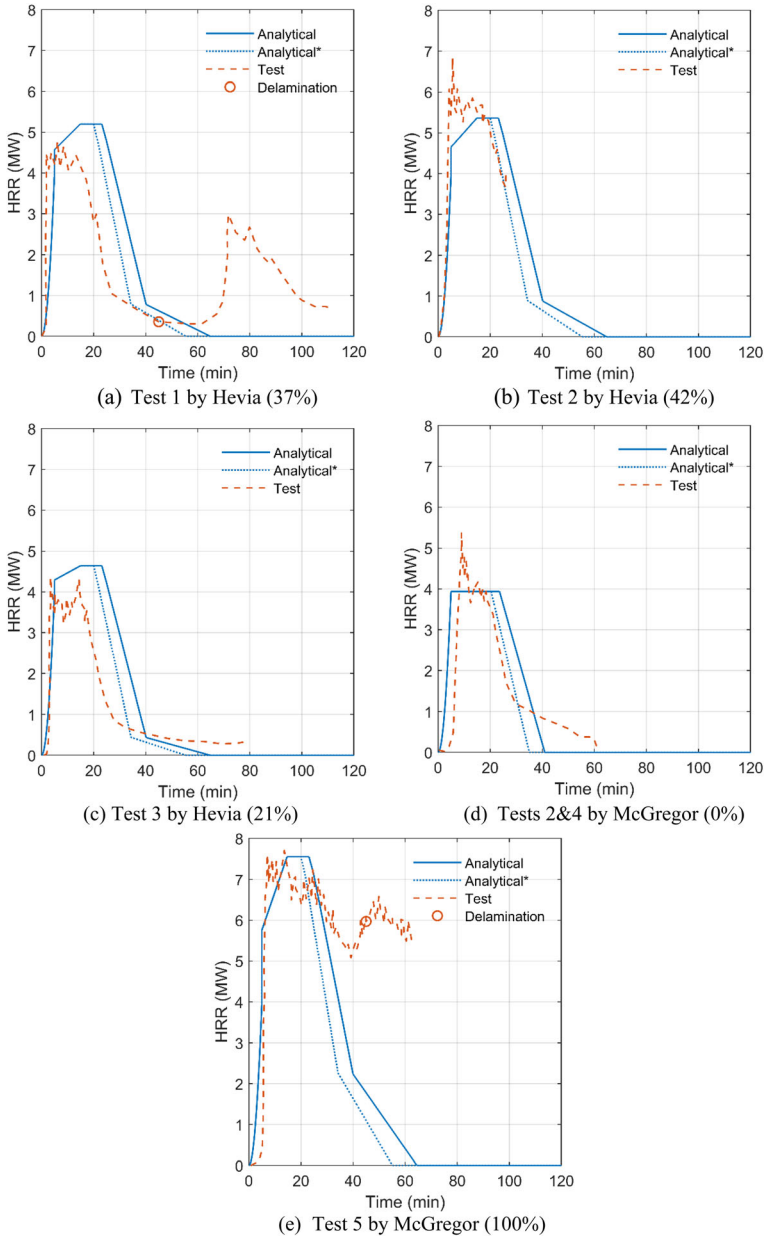 8
7
6
5
4
3
2
1
0
HRR (MW)
Analytical
Analytical*
Test
Delamination
0 20 40 60 80 100 120
Time (min)
(a) Test 1 by Hevia (37%)
8
7
6
5
4
3
2
1
0
HRR (MW)
Analytical
Analytical*
Test
0 20 40 60 80 100 120
Time (min)
(b) Test 2 by Hevia (42%)
8
7
6
5
4
3
2
1
0
HRR (MW)
Analytical
Analytical*
Test
0 20 40 60 80 100 120
Time (min)
(c) Test 3 by Hevia (21%)
8
7
6
5
4
3
2
1
0
HRR (MW)
Analytical
Analytical*
Test
0 20 40 60 80 100 120
Time (min)
(d) Tests 2&4 by McGregor (0%)
8
7
6
5
4
3
2
1
0
HRR (MW)
Analytical
Analytical*
Test
Delamination
0 20 40 60 80 100 120
Time (min)
(e) Test 5 by McGregor (100%)